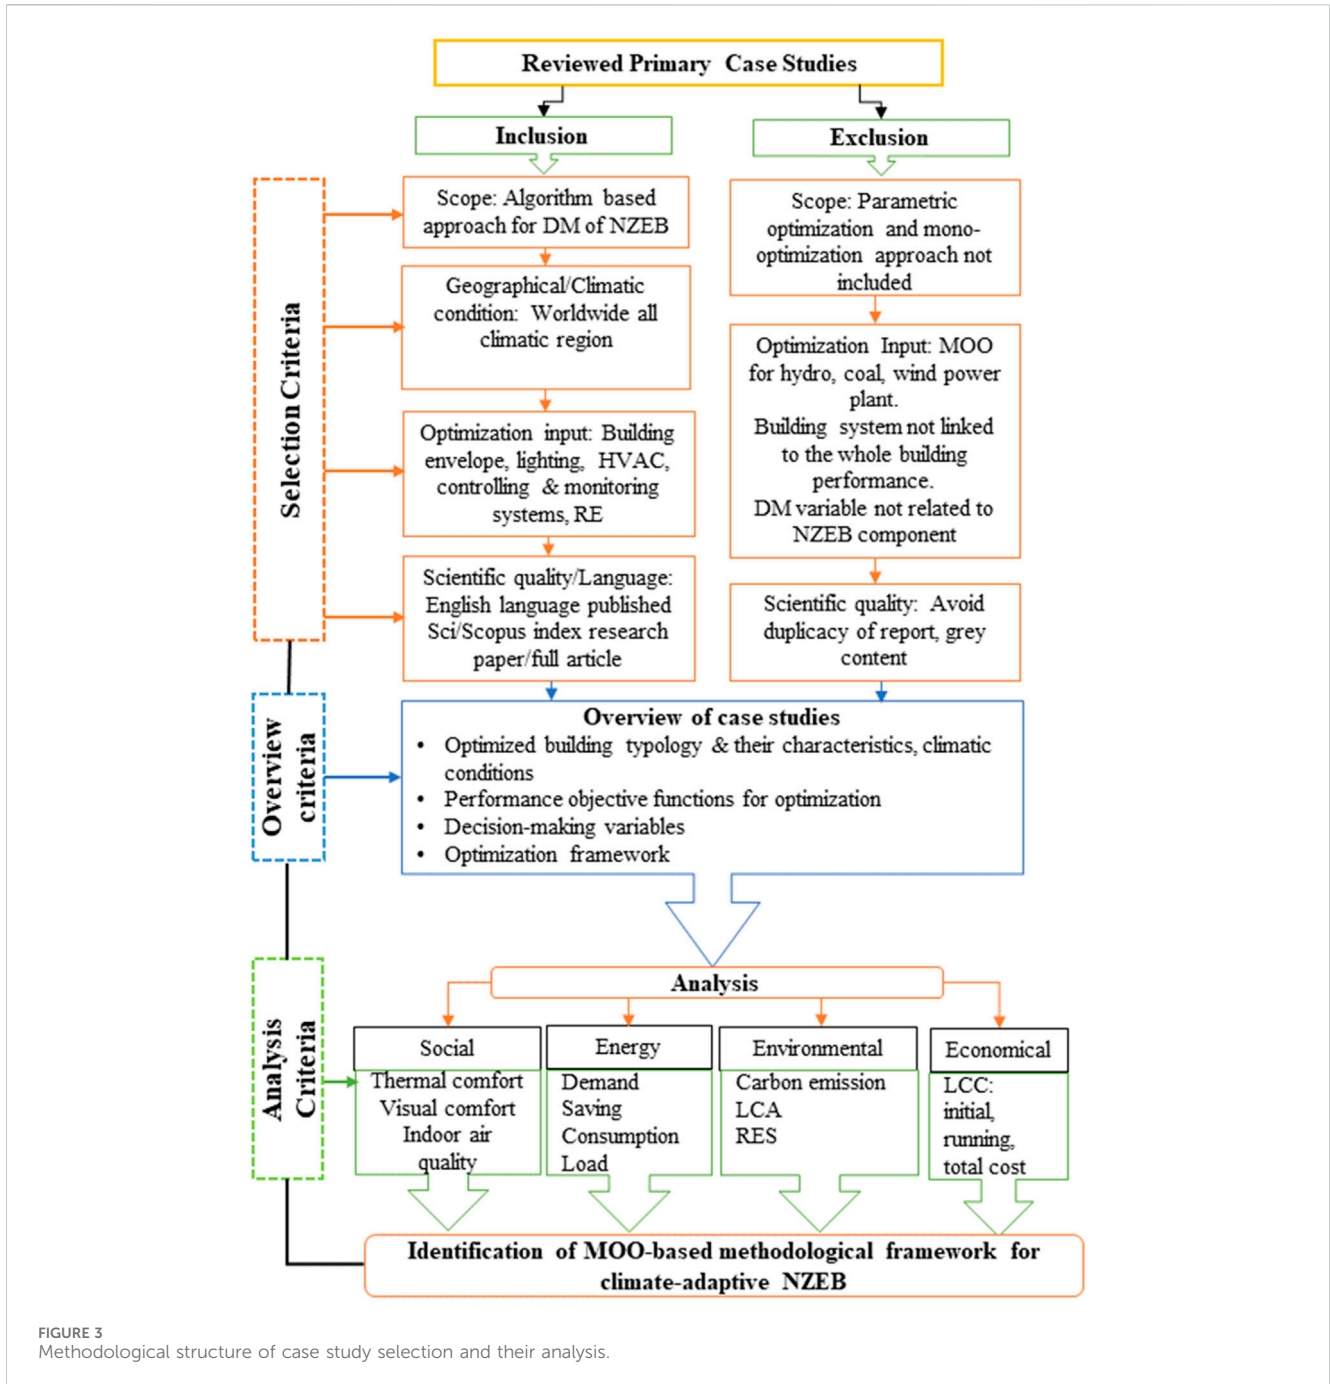 Reviewed Primary Case Studies
Inclusion
Exclusion
Selection Criteria
Scope: Algorithm based
approach for DM of NZEB
Geographical/Climatic
condition: Worldwide all
climatic region
Optimization input: Building
envelope, lighting, HVAC,
controlling & monitoring
systems, RE
Scientific quality/Language:
English language published
Sci/Scopus index research
paper/full article
Scope: Parametric
optimization and mono-
optimization approach not
included
Optimization Input: MOO
for hydro, coal, wind power
plant.
Building system not linked
to the whole building
performance.
DM variable not related to
NZEB component
Scientific quality: Avoid
duplicacy of report, grey
content
Overview
criteria
Overview of case studies
• Optimized building typology & their characteristics, climatic
conditions
• Performance objective functions for optimization
• Decision-making variables
• Optimization framework
Analysis
Criteria
Analysis
Social
Thermal comfort
Visual comfort
Indoor air
quality
Energy
Demand
Saving
Consumption
Load
Environmental
Carbon emission
LCA
RES
Economical
LCC:
initial,
running,
total cost
Identification of MOO-based methodological framework for
climate-adaptive NZEB
FIGURE 3
Methodological structure of case study selection and their analysis.